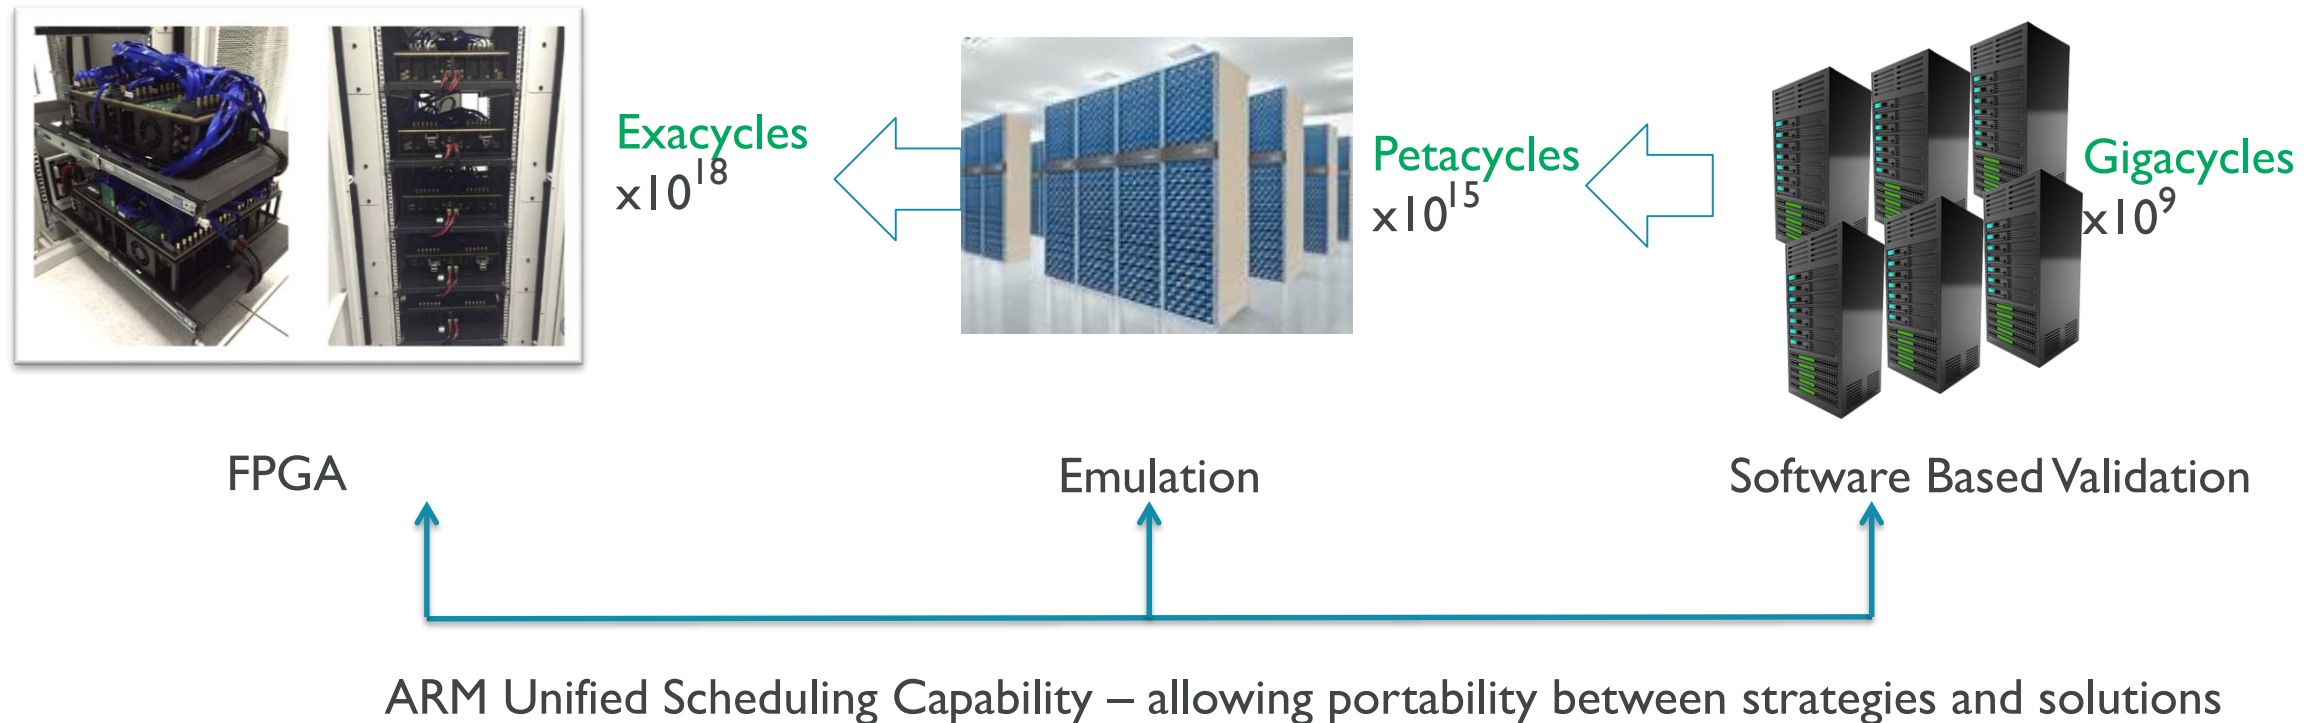 Exacycles
x10^18
Petacycles
x10^15
Gigacycles
x10^9
FPGA
Emulation
Software Based Validation
ARM Unified Scheduling Capability – allowing portability between strategies and solutions